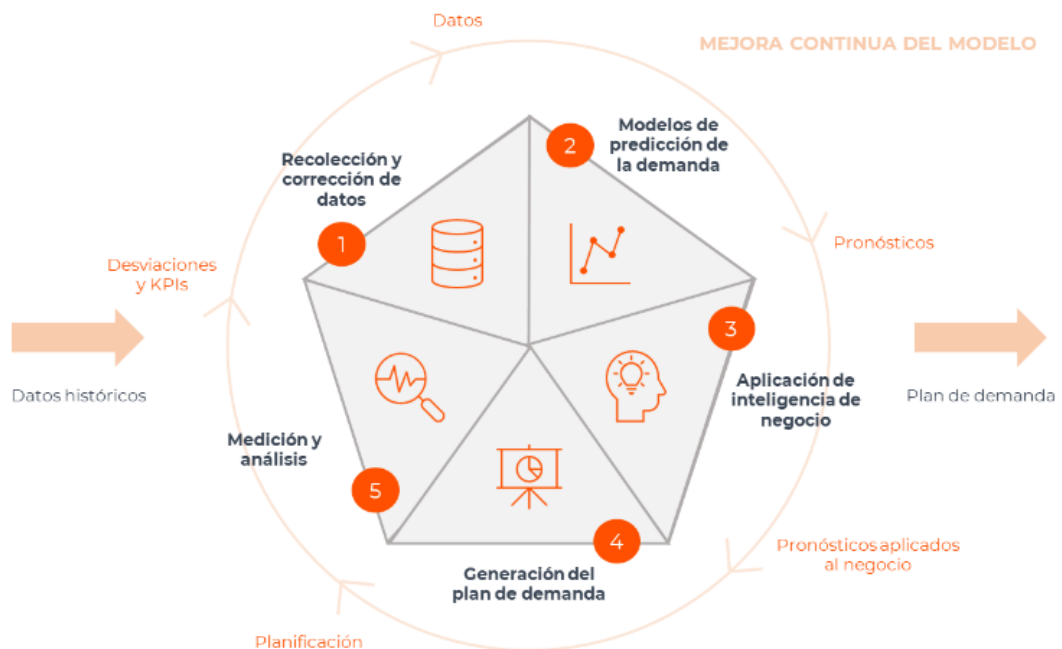 Datos
MEJORA CONTINUA DEL MODELO
2
Modelos de
predicción de
la demanda
Recolección y
corrección de
datos
1
Pronósticos
Desviaciones
y KPIs
3
Datos históricos
Aplicación de
inteligencia de
negocio
Plan de demanda
Medición y
análisis
5
4
Pronósticos aplicados
al negocio
Generación del
plan de demanda
Planificación